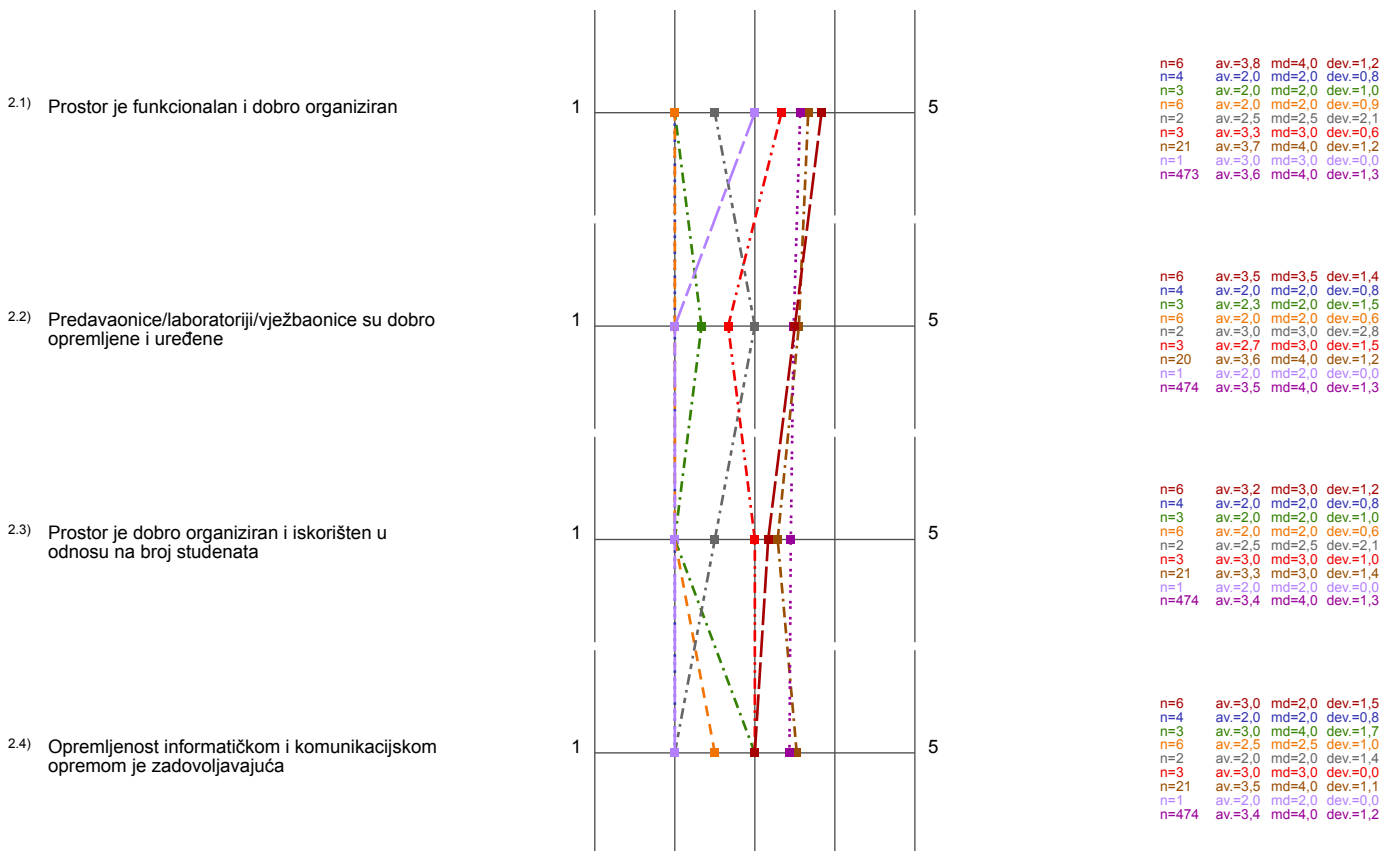 2.1) Prostor je funkcionalan i dobro organiziran
1 5
n=6 av.=3,8 md=4,0 dev.=1,2
n=4 av.=2,0 md=2,0 dev.=0,8
n=3 av.=2,0 md=2,0 dev.=1,0
n=6 av.=2,0 md=2,0 dev.=0,9
n=2 av.=2,5 md=2,5 dev.=2,1
n=3 av.=3,3 md=3,0 dev.=0,6
n=21 av.=3,7 md=4,0 dev.=1,2
n=1 av.=3,0 md=3,0 dev.=0,0
n=473 av.=3,6 md=4,0 dev.=1,3
2.2) Predavaonice/laboratoriji/vježbaonice su dobro
opremljene i uređene
1 5
n=6 av.=3,5 md=3,5 dev.=1,4
n=4 av.=2,0 md=2,0 dev.=0,8
n=3 av.=2,3 md=2,0 dev.=1,5
n=6 av.=2,0 md=2,0 dev.=0,6
n=2 av.=3,0 md=3,0 dev.=2,8
n=3 av.=2,7 md=3,0 dev.=1,5
n=20 av.=3,6 md=4,0 dev.=1,2
n=1 av.=2,0 md=2,0 dev.=0,0
n=474 av.=3,5 md=4,0 dev.=1,3
2.3) Prostor je dobro organiziran i iskorišten u
odnosu na broj studenata
1 5
n=6 av.=3,2 md=3,0 dev.=1,2
n=4 av.=2,0 md=2,0 dev.=0,8
n=3 av.=2,0 md=2,0 dev.=1,0
n=6 av.=2,0 md=2,0 dev.=0,6
n=2 av.=2,5 md=2,5 dev.=2,1
n=3 av.=3,0 md=3,0 dev.=1,0
n=21 av.=3,3 md=3,0 dev.=1,4
n=1 av.=2,0 md=2,0 dev.=0,0
n=474 av.=3,4 md=4,0 dev.=1,3
2.4) Opremljenost informatičkom i komunikacijskom
opremom je zadovoljavajuća
1 5
n=6 av.=3,0 md=2,0 dev.=1,5
n=4 av.=2,0 md=2,0 dev.=0,8
n=3 av.=3,0 md=4,0 dev.=1,7
n=6 av.=2,5 md=2,5 dev.=1,0
n=2 av.=2,0 md=2,0 dev.=1,4
n=3 av.=3,0 md=3,0 dev.=0,0
n=21 av.=3,5 md=4,0 dev.=1,1
n=1 av.=2,0 md=2,0 dev.=0,0
n=474 av.=3,4 md=4,0 dev.=1,2